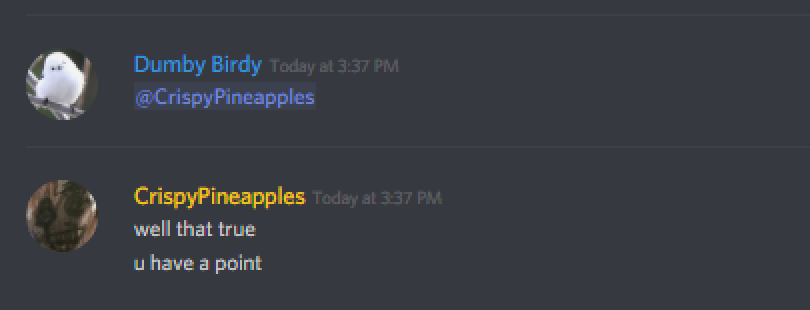 Dumby Birdy Today at 3:37 PM
@CrispyPineapples
CrispyPineapples Today at 3:37 PM
well that true
u have a point